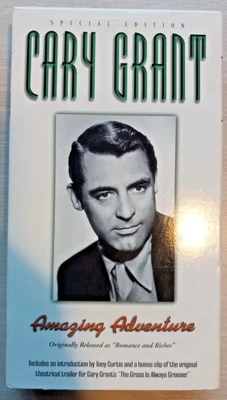 SPECIAL EDITION
CARY GRANT
Amazing Adventure
Originally Released as "Romance and Riches"
Includes an introduction by Tony Curtis and a bonus clip of the original
theatrical trailer for Cary Grant's "The Grass Is Always Greener"